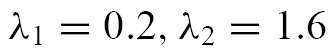 λ₁ = 0.2, λ₂ = 1.6